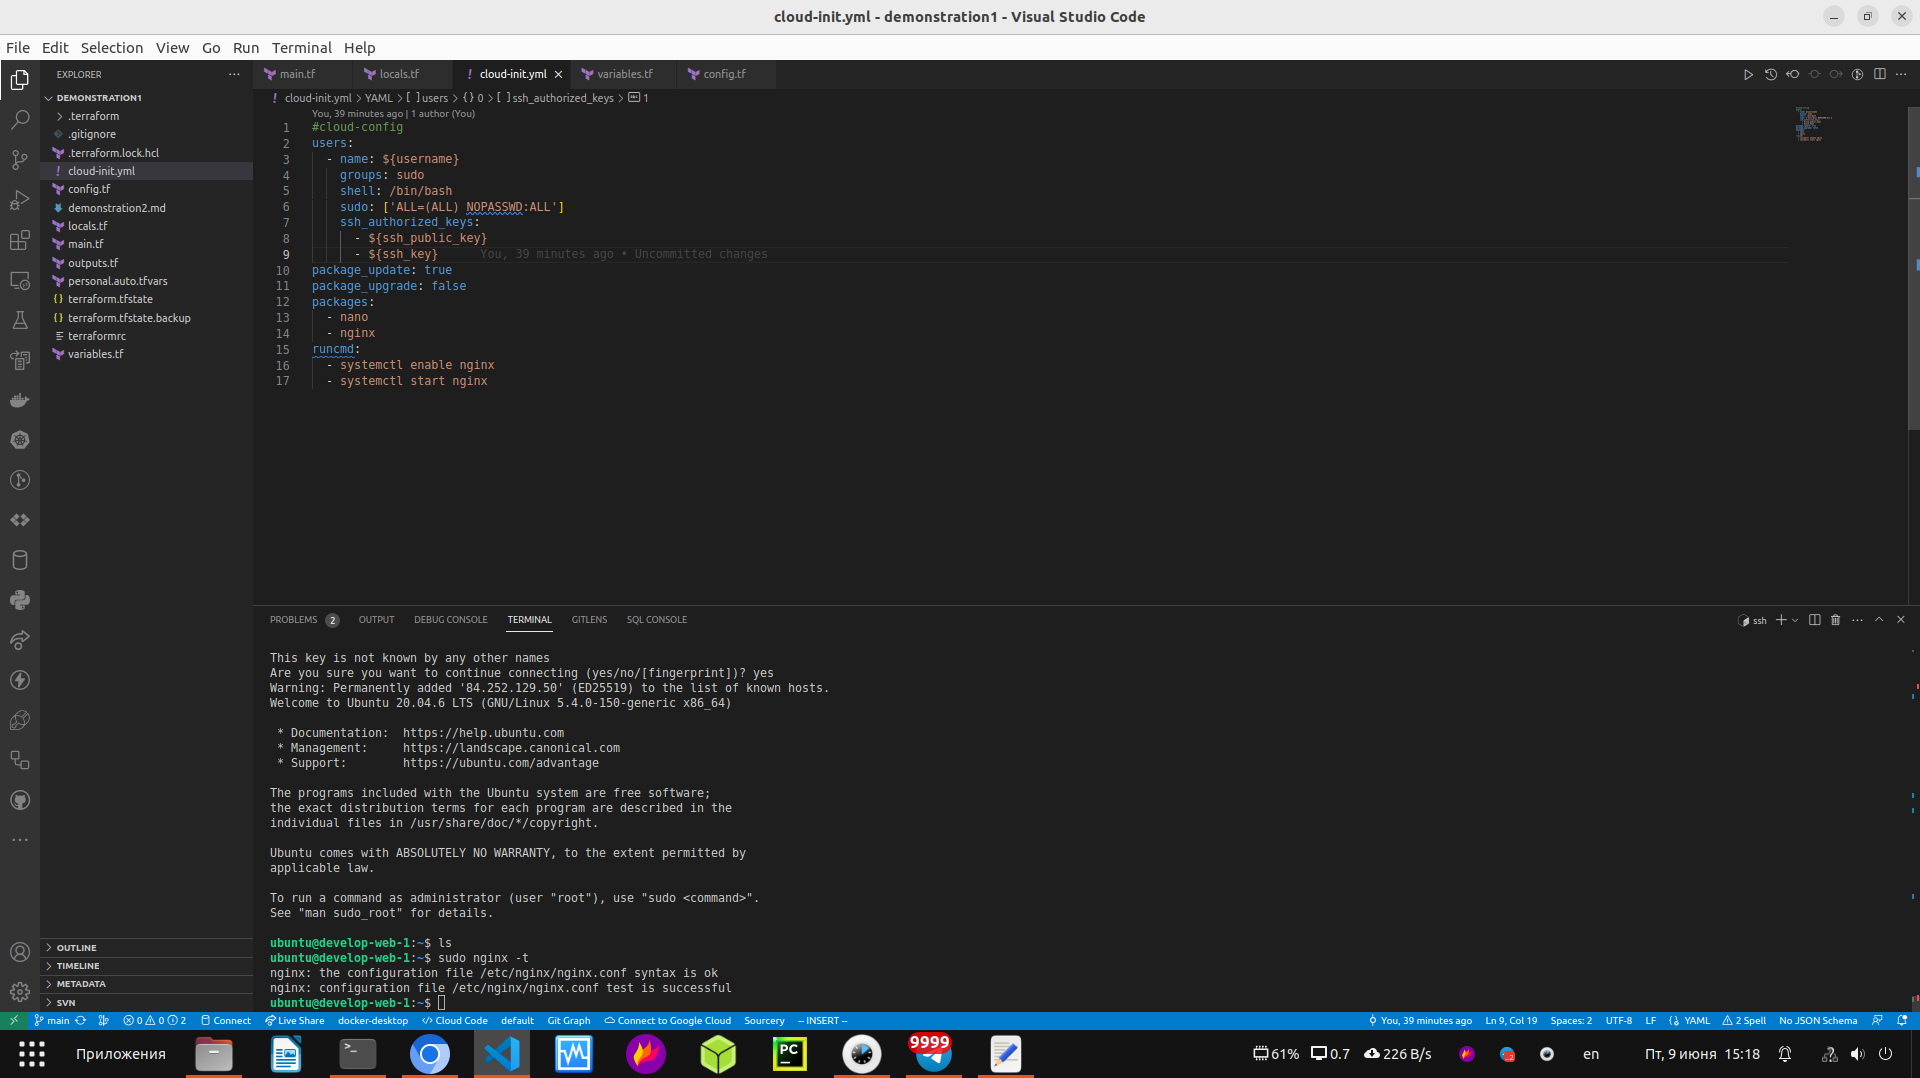 cloud-init.yml - demonstration1 - Visual Studio Code
File Edit Selection View Go Run Terminal Help
EXPLORER
DEMONSTRATION1
.terraform
.gitignore
.terraform.lock.hcl
cloud-init.yml
config.tf
demonstration2.md
locals.tf
main.tf
outputs.tf
personal.auto.tfvars
terraform.tfstate
terraform.tfstate.backup
terraformrc
variables.tf
OUTLINE
TIMELINE
METADATA
SVN
main.tf locals.tf cloud-init.yml variables.tf config.tf
cloud-init.yml > YAML > [ ] users > {} 0 > [ ] ssh_authorized_keys > abc 1
You, 39 minutes ago | 1 author (You)
1 #cloud-config
2 users:
3   - name: ${username}
4     groups: sudo
5     shell: /bin/bash
6     sudo: ['ALL=(ALL) NOPASSWD:ALL']
7     ssh_authorized_keys:
8       - ${ssh_public_key}
9       - ${ssh_key} You, 39 minutes ago • Uncommitted changes
10 package_update: true
11 package_upgrade: false
12 packages:
13   - nano
14   - nginx
15 runcmd:
16   - systemctl enable nginx
17   - systemctl start nginx
PROBLEMS 2 OUTPUT DEBUG CONSOLE TERMINAL GITLENS SQL CONSOLE
ssh
This key is not known by any other names
Are you sure you want to continue connecting (yes/no/[fingerprint])? yes
Warning: Permanently added '84.252.129.50' (ED25519) to the list of known hosts.
Welcome to Ubuntu 20.04.6 LTS (GNU/Linux 5.4.0-150-generic x86_64)
* Documentation:  https://help.ubuntu.com
* Management:     https://landscape.canonical.com
* Support:        https://ubuntu.com/advantage
The programs included with the Ubuntu system are free software;
the exact distribution terms for each program are described in the
individual files in /usr/share/doc/*/copyright.
Ubuntu comes with ABSOLUTELY NO WARRANTY, to the extent permitted by
applicable law.
To run a command as administrator (user "root"), use "sudo <command>".
See "man sudo_root" for details.
ubuntu@develop-web-1:~$ ls
ubuntu@develop-web-1:~$ sudo nginx -t
nginx: the configuration file /etc/nginx/nginx.conf syntax is ok
nginx: configuration file /etc/nginx/nginx.conf test is successful
ubuntu@develop-web-1:~$
main 0 0 2 Connect Live Share docker-desktop Cloud Code default Git Graph Connect to Google Cloud Sourcery -- INSERT -- You, 39 minutes ago Ln 9, Col 19 Spaces: 2 UTF-8 LF YAML 2 Spell No JSON Schema
Приложения PC 9999 61% 0.7 226 B/s en Пт, 9 июня 15:18